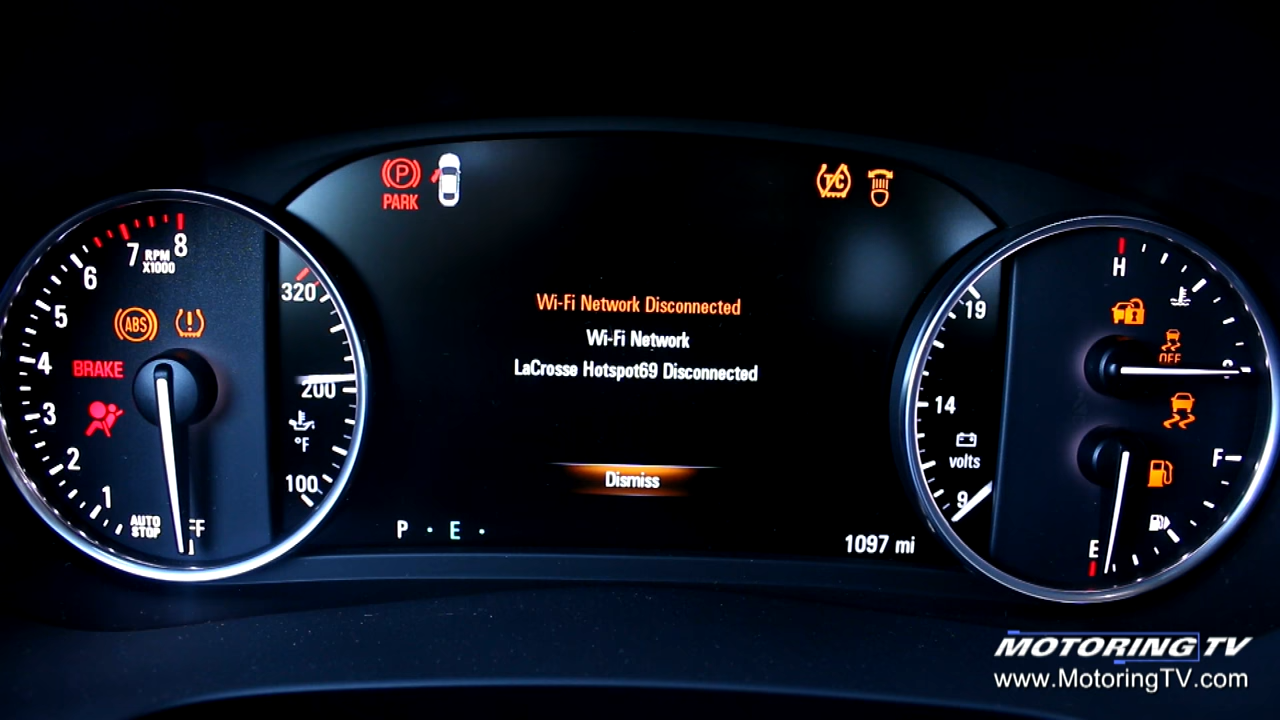 P
PARK
TC
8
7
RPM
X1000
6
5
4
3
2
1
ABS
!
BRAKE
AUTO
STOP
320
200
°F
100
Wi-Fi Network Disconnected
Wi-Fi Network
LaCrosse Hotspot69 Disconnected
Dismiss
P · E ·
1097 mi
19
14
volts
9
H
OFF
F
E
MOTORING TV
www.MotoringTV.com